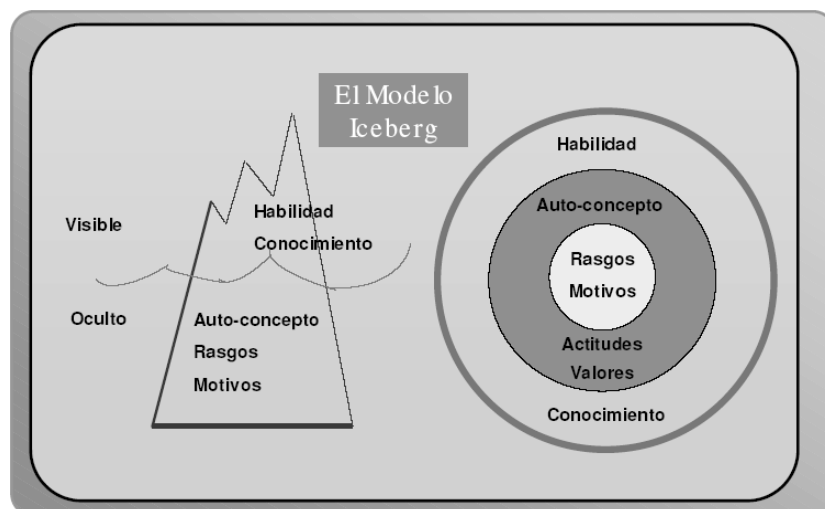 El Modelo
Iceberg
Visible
Habilidad
Conocimiento
Oculto
Auto-concepto
Rasgos
Motivos
Habilidad
Auto-concepto
Rasgos
Motivos
Actitudes
Valores
Conocimiento